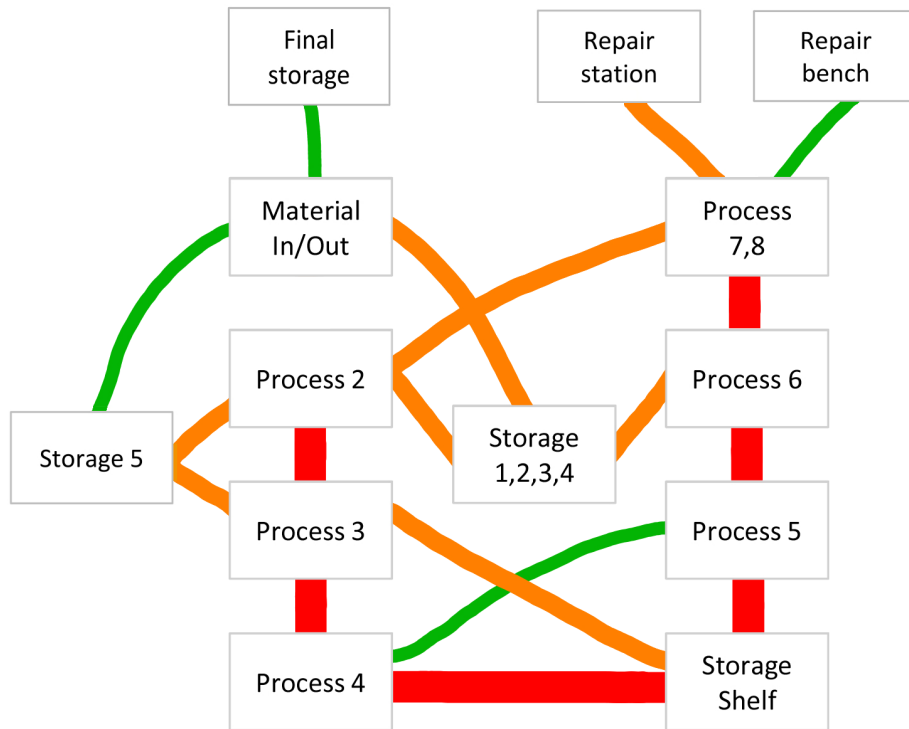 Final
storage
Repair
station
Repair
bench
Material
In/Out
Process
7,8
Process 2
Process 6
Storage 5
Storage
1,2,3,4
Process 3
Process 5
Process 4
Storage
Shelf